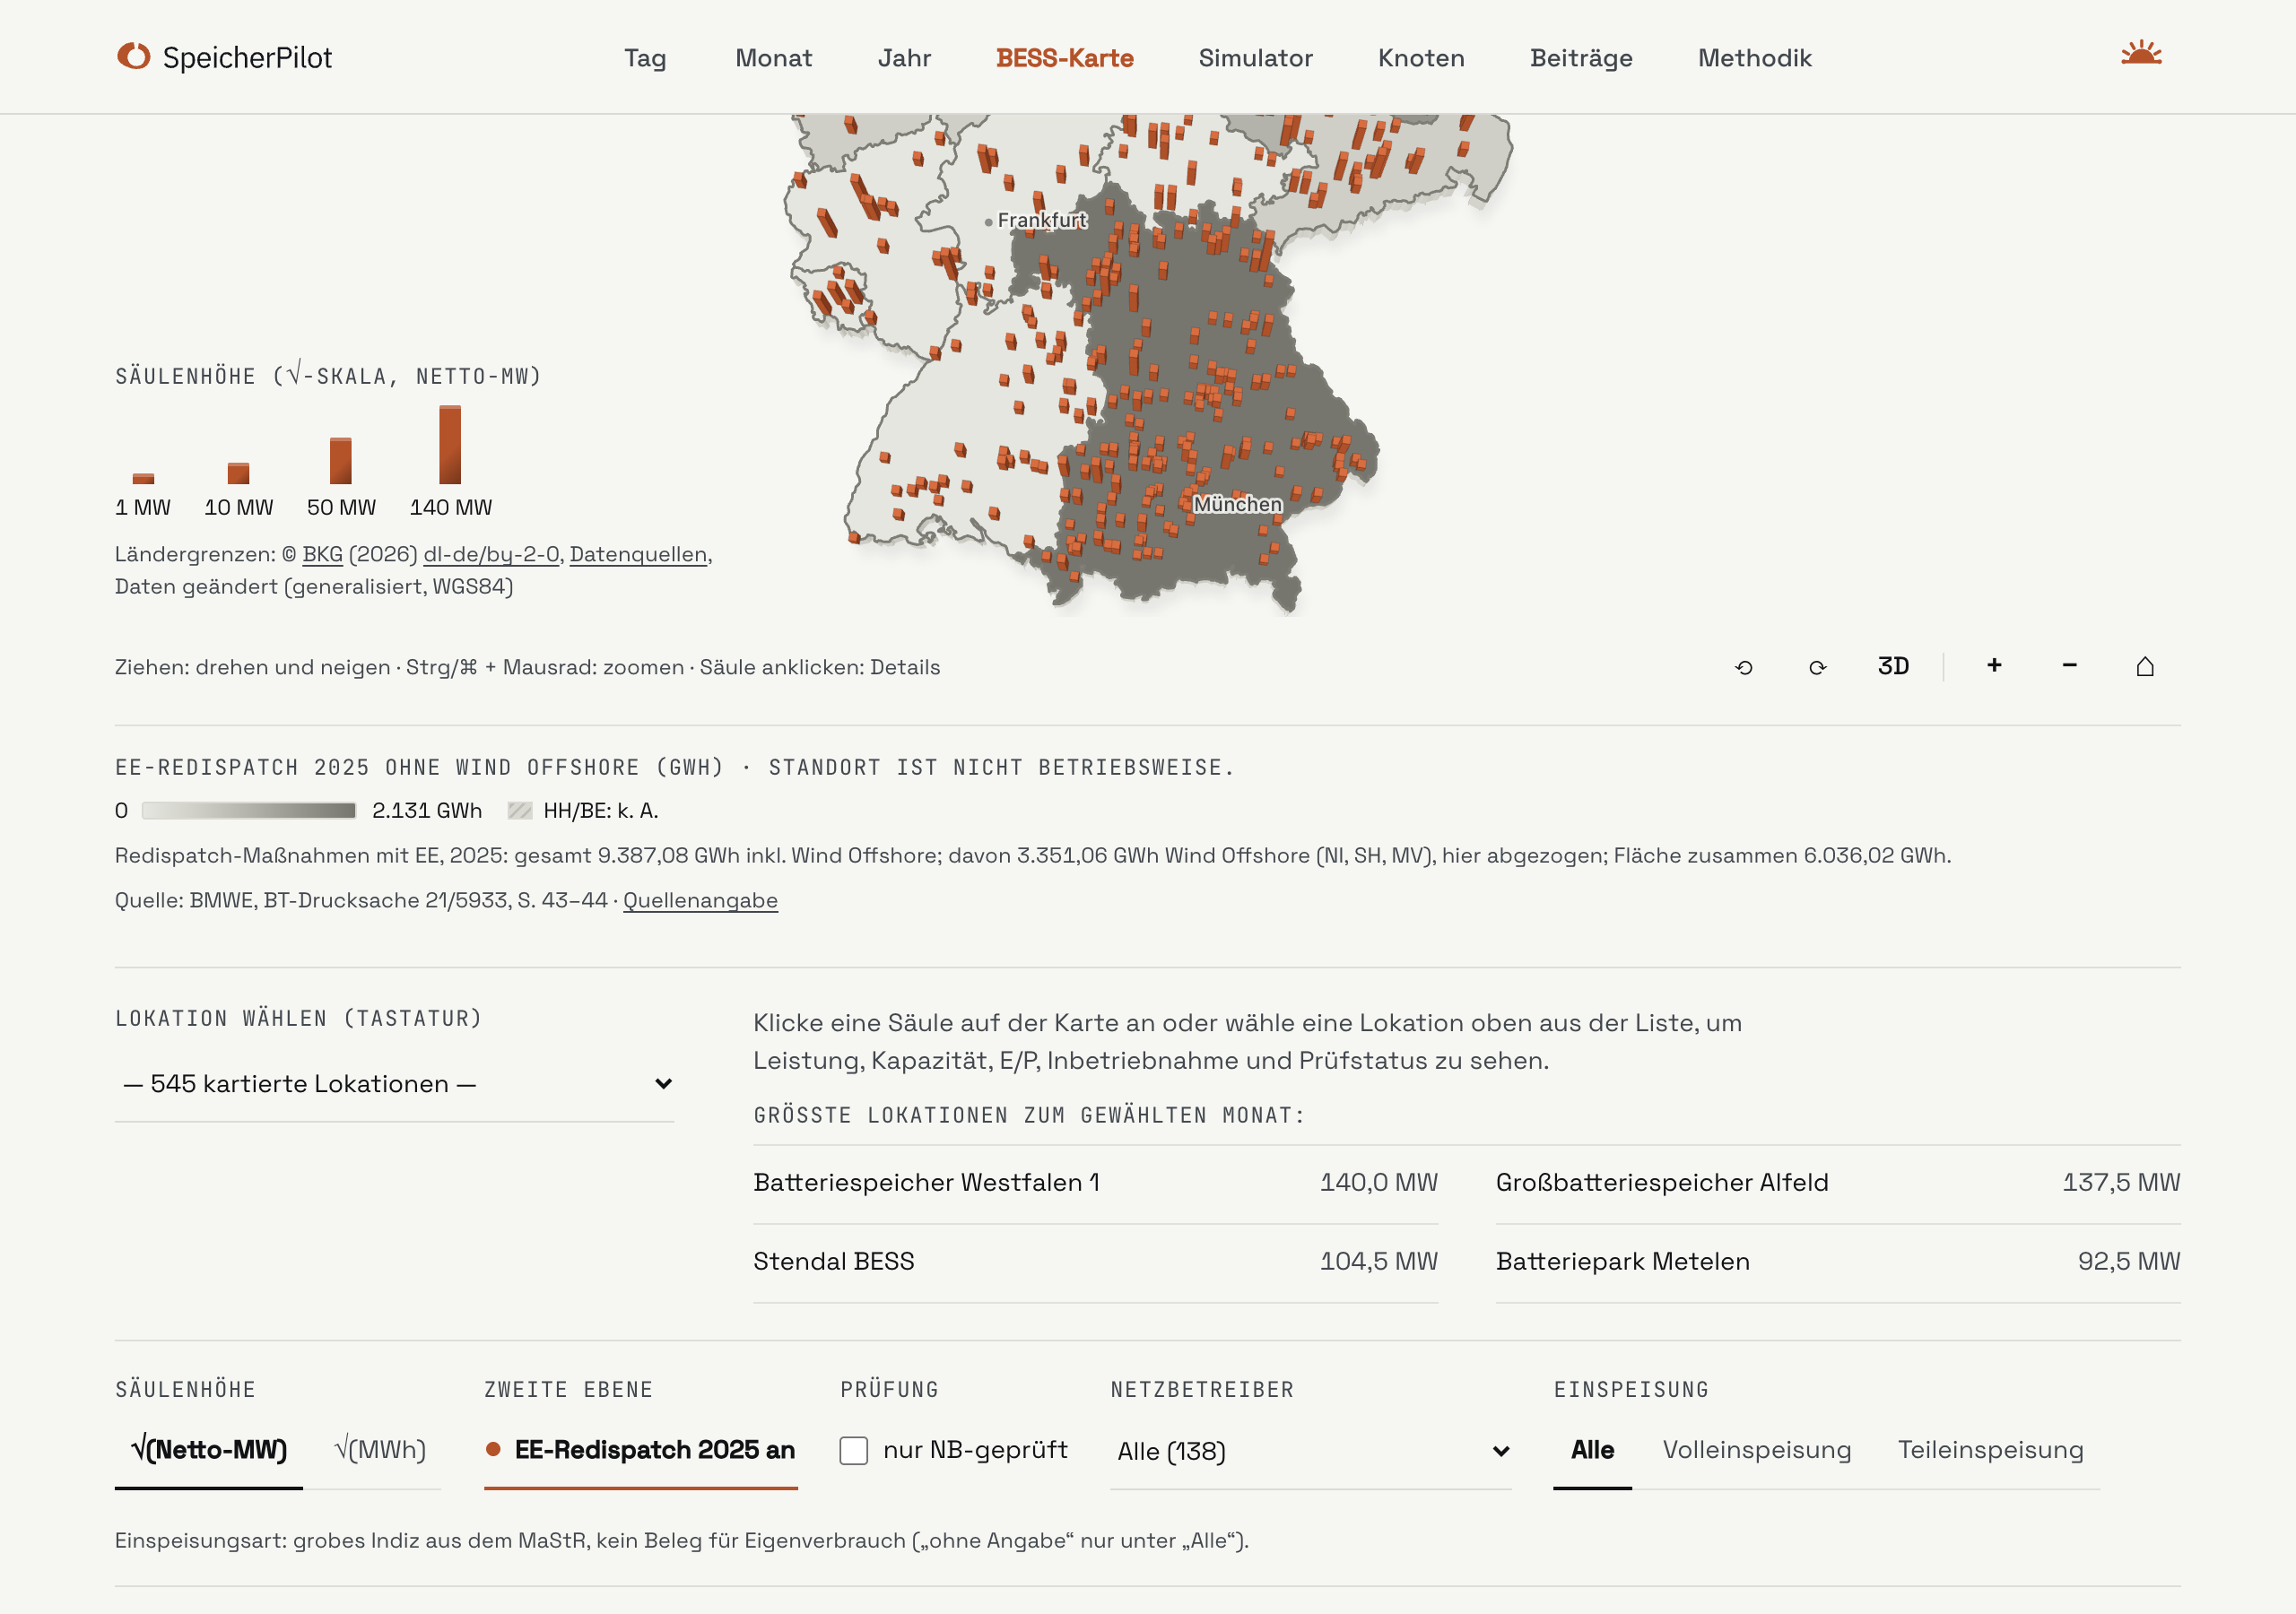 SpeicherPilot
Tag
Monat
Jahr
BESS-Karte
Simulator
Knoten
Beiträge
Methodik
Frankfurt
München
SÄULENHÖHE (√-SKALA, NETTO-MW)
1 MW
10 MW
50 MW
140 MW
Ländergrenzen: © BKG (2026) dl-de/by-2-0, Datenquellen,
Daten geändert (generalisiert, WGS84)
Ziehen: drehen und neigen · Strg/⌘ + Mausrad: zoomen · Säule anklicken: Details
⟲ ⟳ 3D + − ⌂
EE-REDISPATCH 2025 OHNE WIND OFFSHORE (GWH) · STANDORT IST NICHT BETRIEBSWEISE.
0 2.131 GWh HH/BE: k. A.
Redispatch-Maßnahmen mit EE, 2025: gesamt 9.387,08 GWh inkl. Wind Offshore; davon 3.351,06 GWh Wind Offshore (NI, SH, MV), hier abgezogen; Fläche zusammen 6.036,02 GWh.
Quelle: BMWE, BT-Drucksache 21/5933, S. 43–44 · Quellenangabe
LOKATION WÄHLEN (TASTATUR)
— 545 kartierte Lokationen —
Klicke eine Säule auf der Karte an oder wähle eine Lokation oben aus der Liste, um
Leistung, Kapazität, E/P, Inbetriebnahme und Prüfstatus zu sehen.
GRÖSSTE LOKATIONEN ZUM GEWÄHLTEN MONAT:
Batteriespeicher Westfalen 1 140,0 MW
Großbatteriespeicher Alfeld 137,5 MW
Stendal BESS 104,5 MW
Batteriepark Metelen 92,5 MW
SÄULENHÖHE
√(Netto-MW) √(MWh)
ZWEITE EBENE
EE-Redispatch 2025 an
PRÜFUNG
nur NB-geprüft
NETZBETREIBER
Alle (138)
EINSPEISUNG
Alle Volleinspeisung Teileinspeisung
Einspeisungsart: grobes Indiz aus dem MaStR, kein Beleg für Eigenverbrauch („ohne Angabe“ nur unter „Alle“).